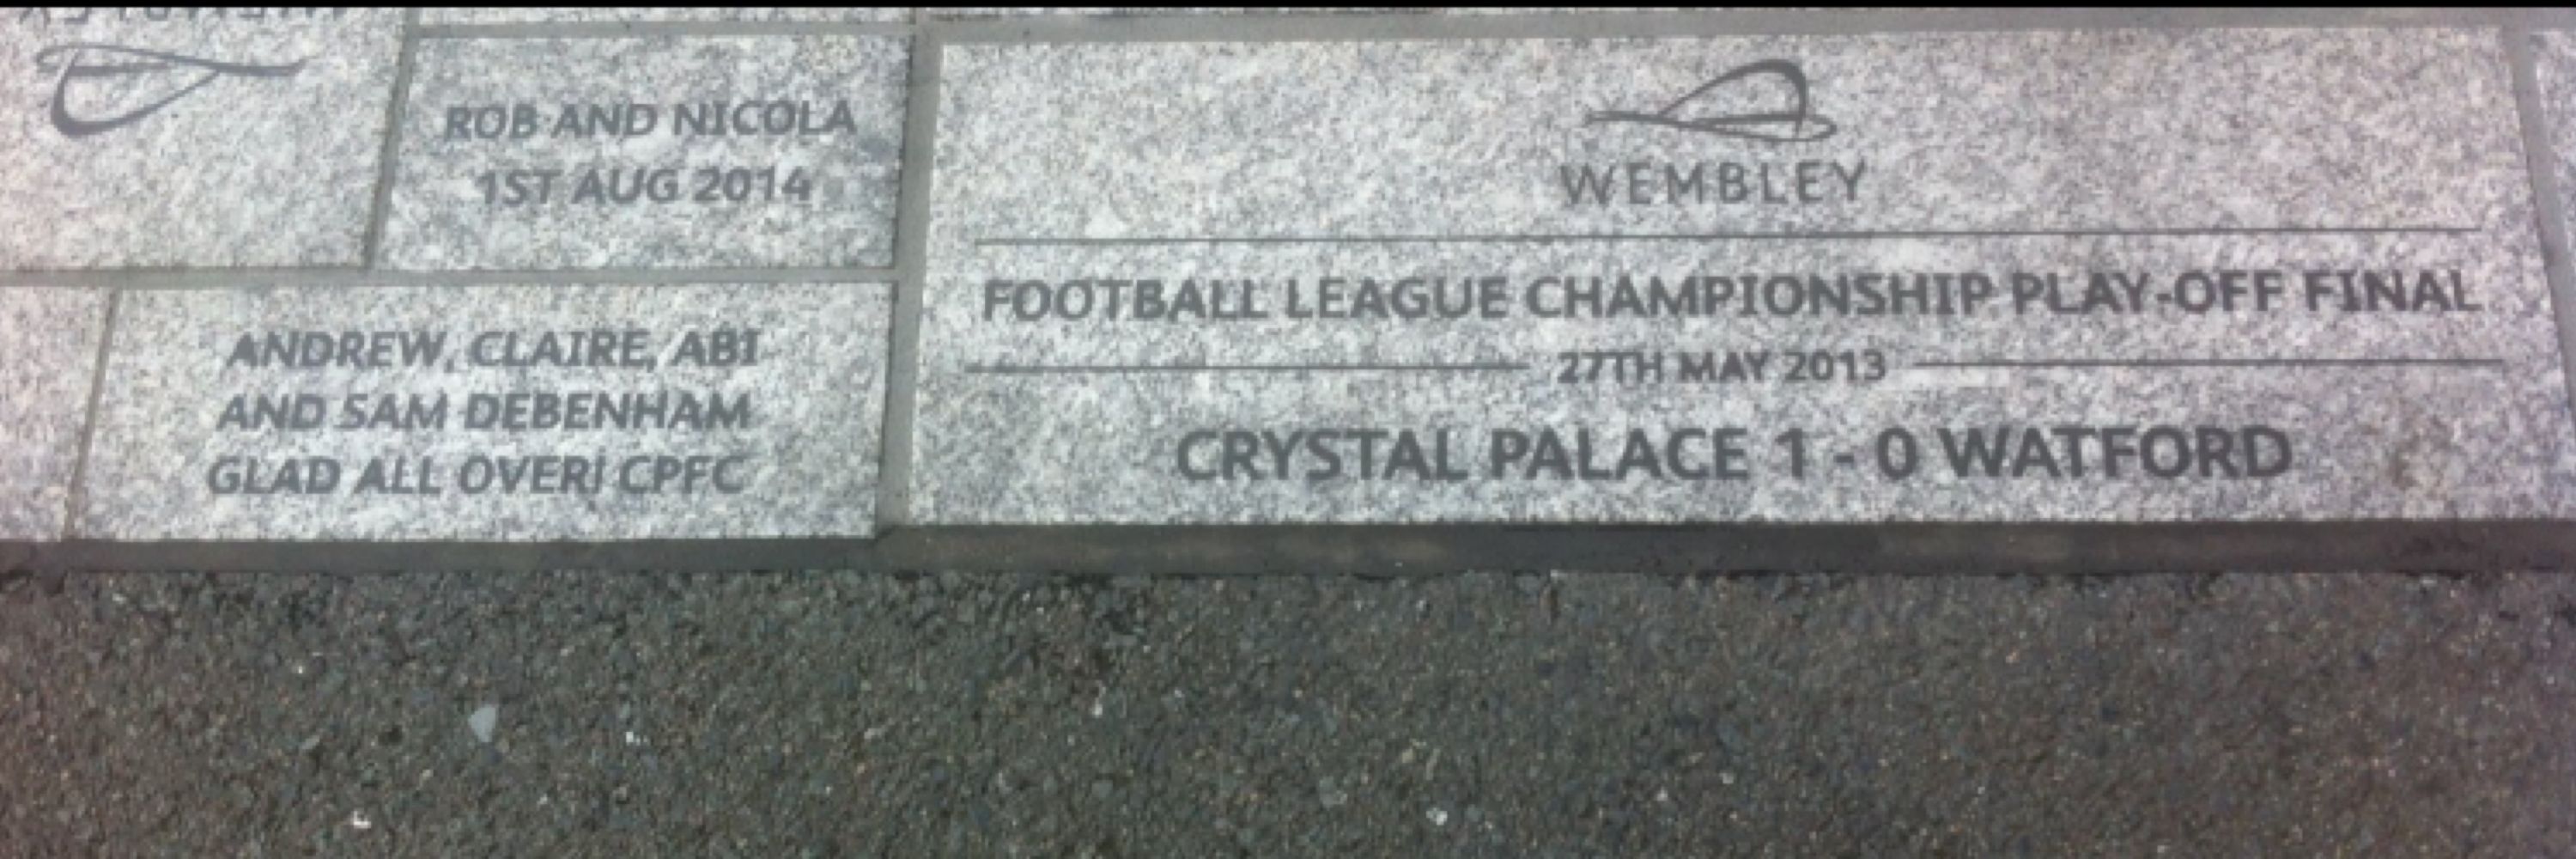 ROB AND NICOLA
1ST AUG 2014
ANDREW, CLAIRE, ABI
AND SAM DEBENHAM
GLAD ALL OVER! CPFC
WEMBLEY
FOOTBALL LEAGUE CHAMPIONSHIP PLAY-OFF FINAL
27TH MAY 2013
CRYSTAL PALACE 1 - 0 WATFORD